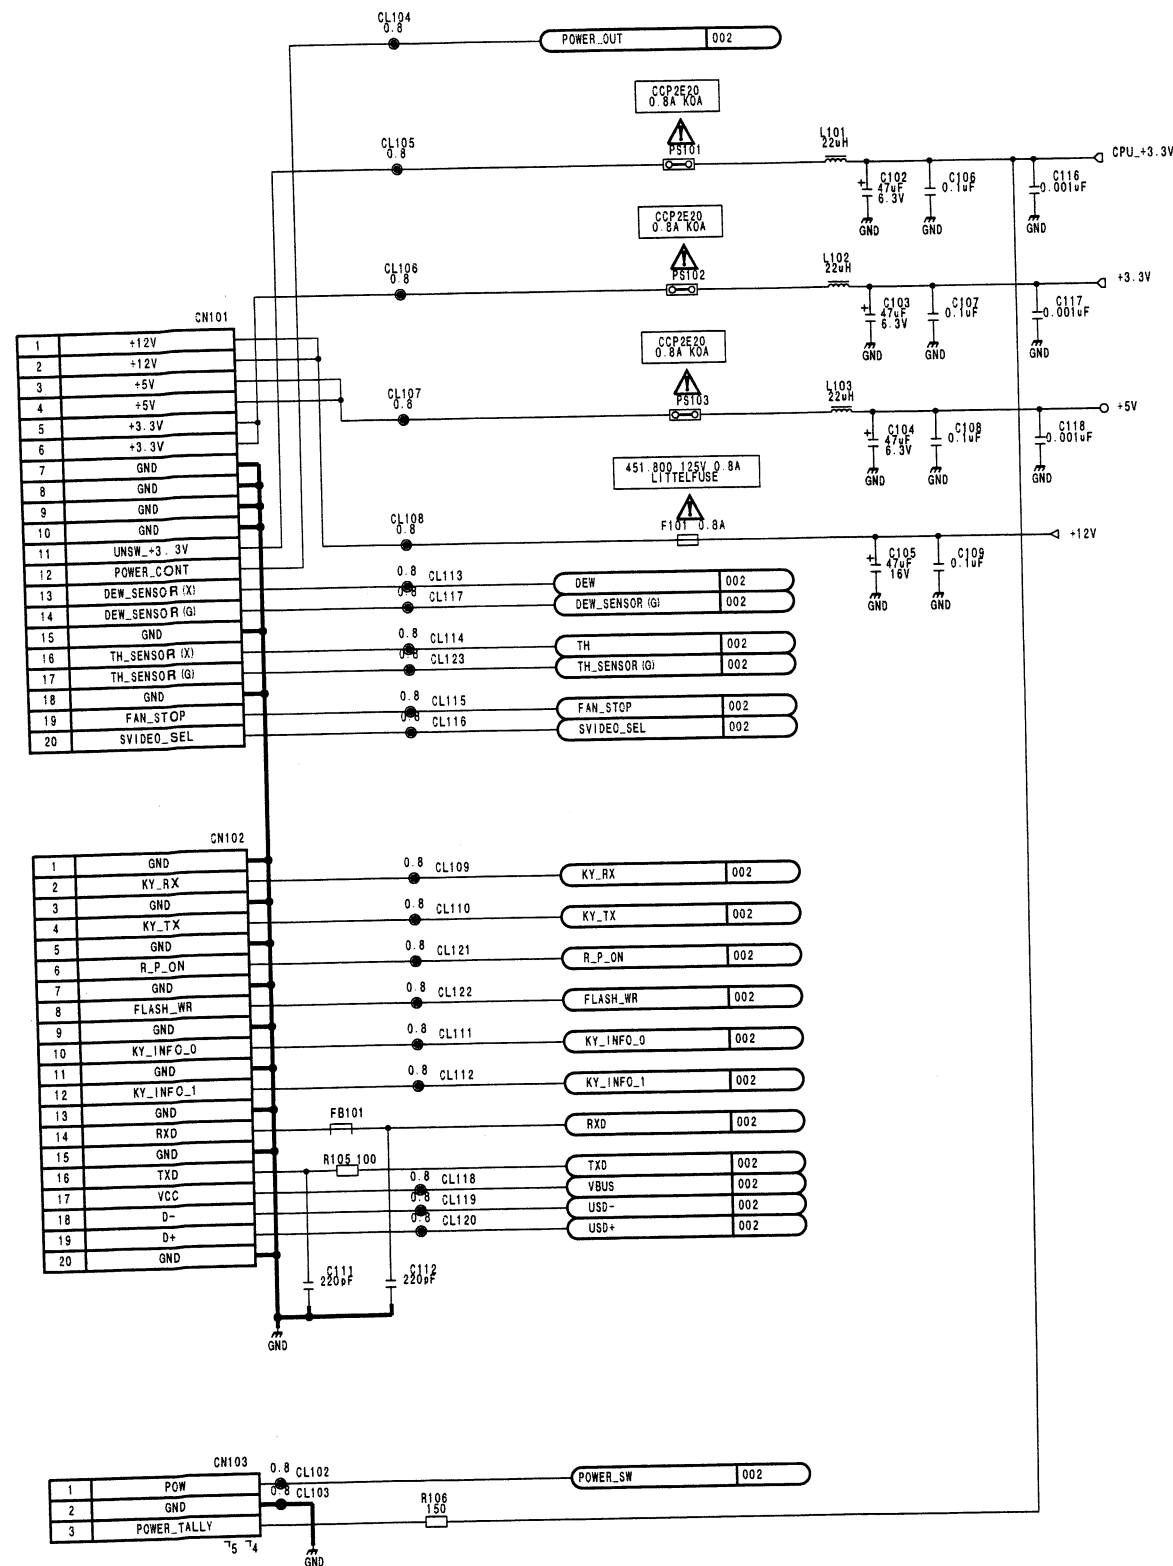 CL104
0.8
POWER_OUT 002
CCP2E20
0.8A KOA
CL105
0.8
PS101
L101
22uH
CPU_+3.3V
C102
47uF
6.3V
C106
0.1uF
C116
0.001uF
GND
GND
GND
CCP2E20
0.8A KOA
CL106
0.8
PS102
L102
22uH
+3.3V
C103
47uF
6.3V
C107
0.1uF
C117
0.001uF
GND
GND
GND
CCP2E20
0.8A KOA
CL107
0.8
PS103
L103
22uH
+5V
C104
47uF
6.3V
C108
0.1uF
C118
0.001uF
GND
GND
GND
451.800 125V 0.8A
LITTELFUSE
CL108
0.8
F101 0.8A
+12V
C105
47uF
16V
C109
0.1uF
GND
GND
CN101
1 +12V
2 +12V
3 +5V
4 +5V
5 +3.3V
6 +3.3V
7 GND
8 GND
9 GND
10 GND
11 UNSW_+3.3V
12 POWER_CONT
13 DEW_SENSOR(X)
14 DEW_SENSOR(G)
15 GND
16 TH_SENSOR(X)
17 TH_SENSOR(G)
18 GND
19 FAN_STOP
20 SVIDEO_SEL
0.8 CL113 DEW 002
0.8 CL117 DEW_SENSOR(G) 002
0.8 CL114 TH 002
0.8 CL123 TH_SENSOR(G) 002
0.8 CL115 FAN_STOP 002
0.8 CL116 SVIDEO_SEL 002
CN102
1 GND
2 KY_RX
3 GND
4 KY_TX
5 GND
6 R_P_ON
7 GND
8 FLASH_WR
9 GND
10 KY_INFO_0
11 GND
12 KY_INFO_1
13 GND
14 RXD
15 GND
16 TXD
17 VCC
18 D-
19 D+
20 GND
0.8 CL109 KY_RX 002
0.8 CL110 KY_TX 002
0.8 CL121 R_P_ON 002
0.8 CL122 FLASH_WR 002
0.8 CL111 KY_INFO_0 002
0.8 CL112 KY_INFO_1 002
FB101 RXD 002
R105 100 TXD 002
0.8 CL118 VBUS 002
0.8 CL119 USD- 002
0.8 CL120 USD+ 002
C111
220pF
C112
220pF
GND
CN103
1 POW
2 GND
3 POWER_TALLY
0.8 CL102 POWER_SW 002
0.8 CL103
R106
150
5 4
GND